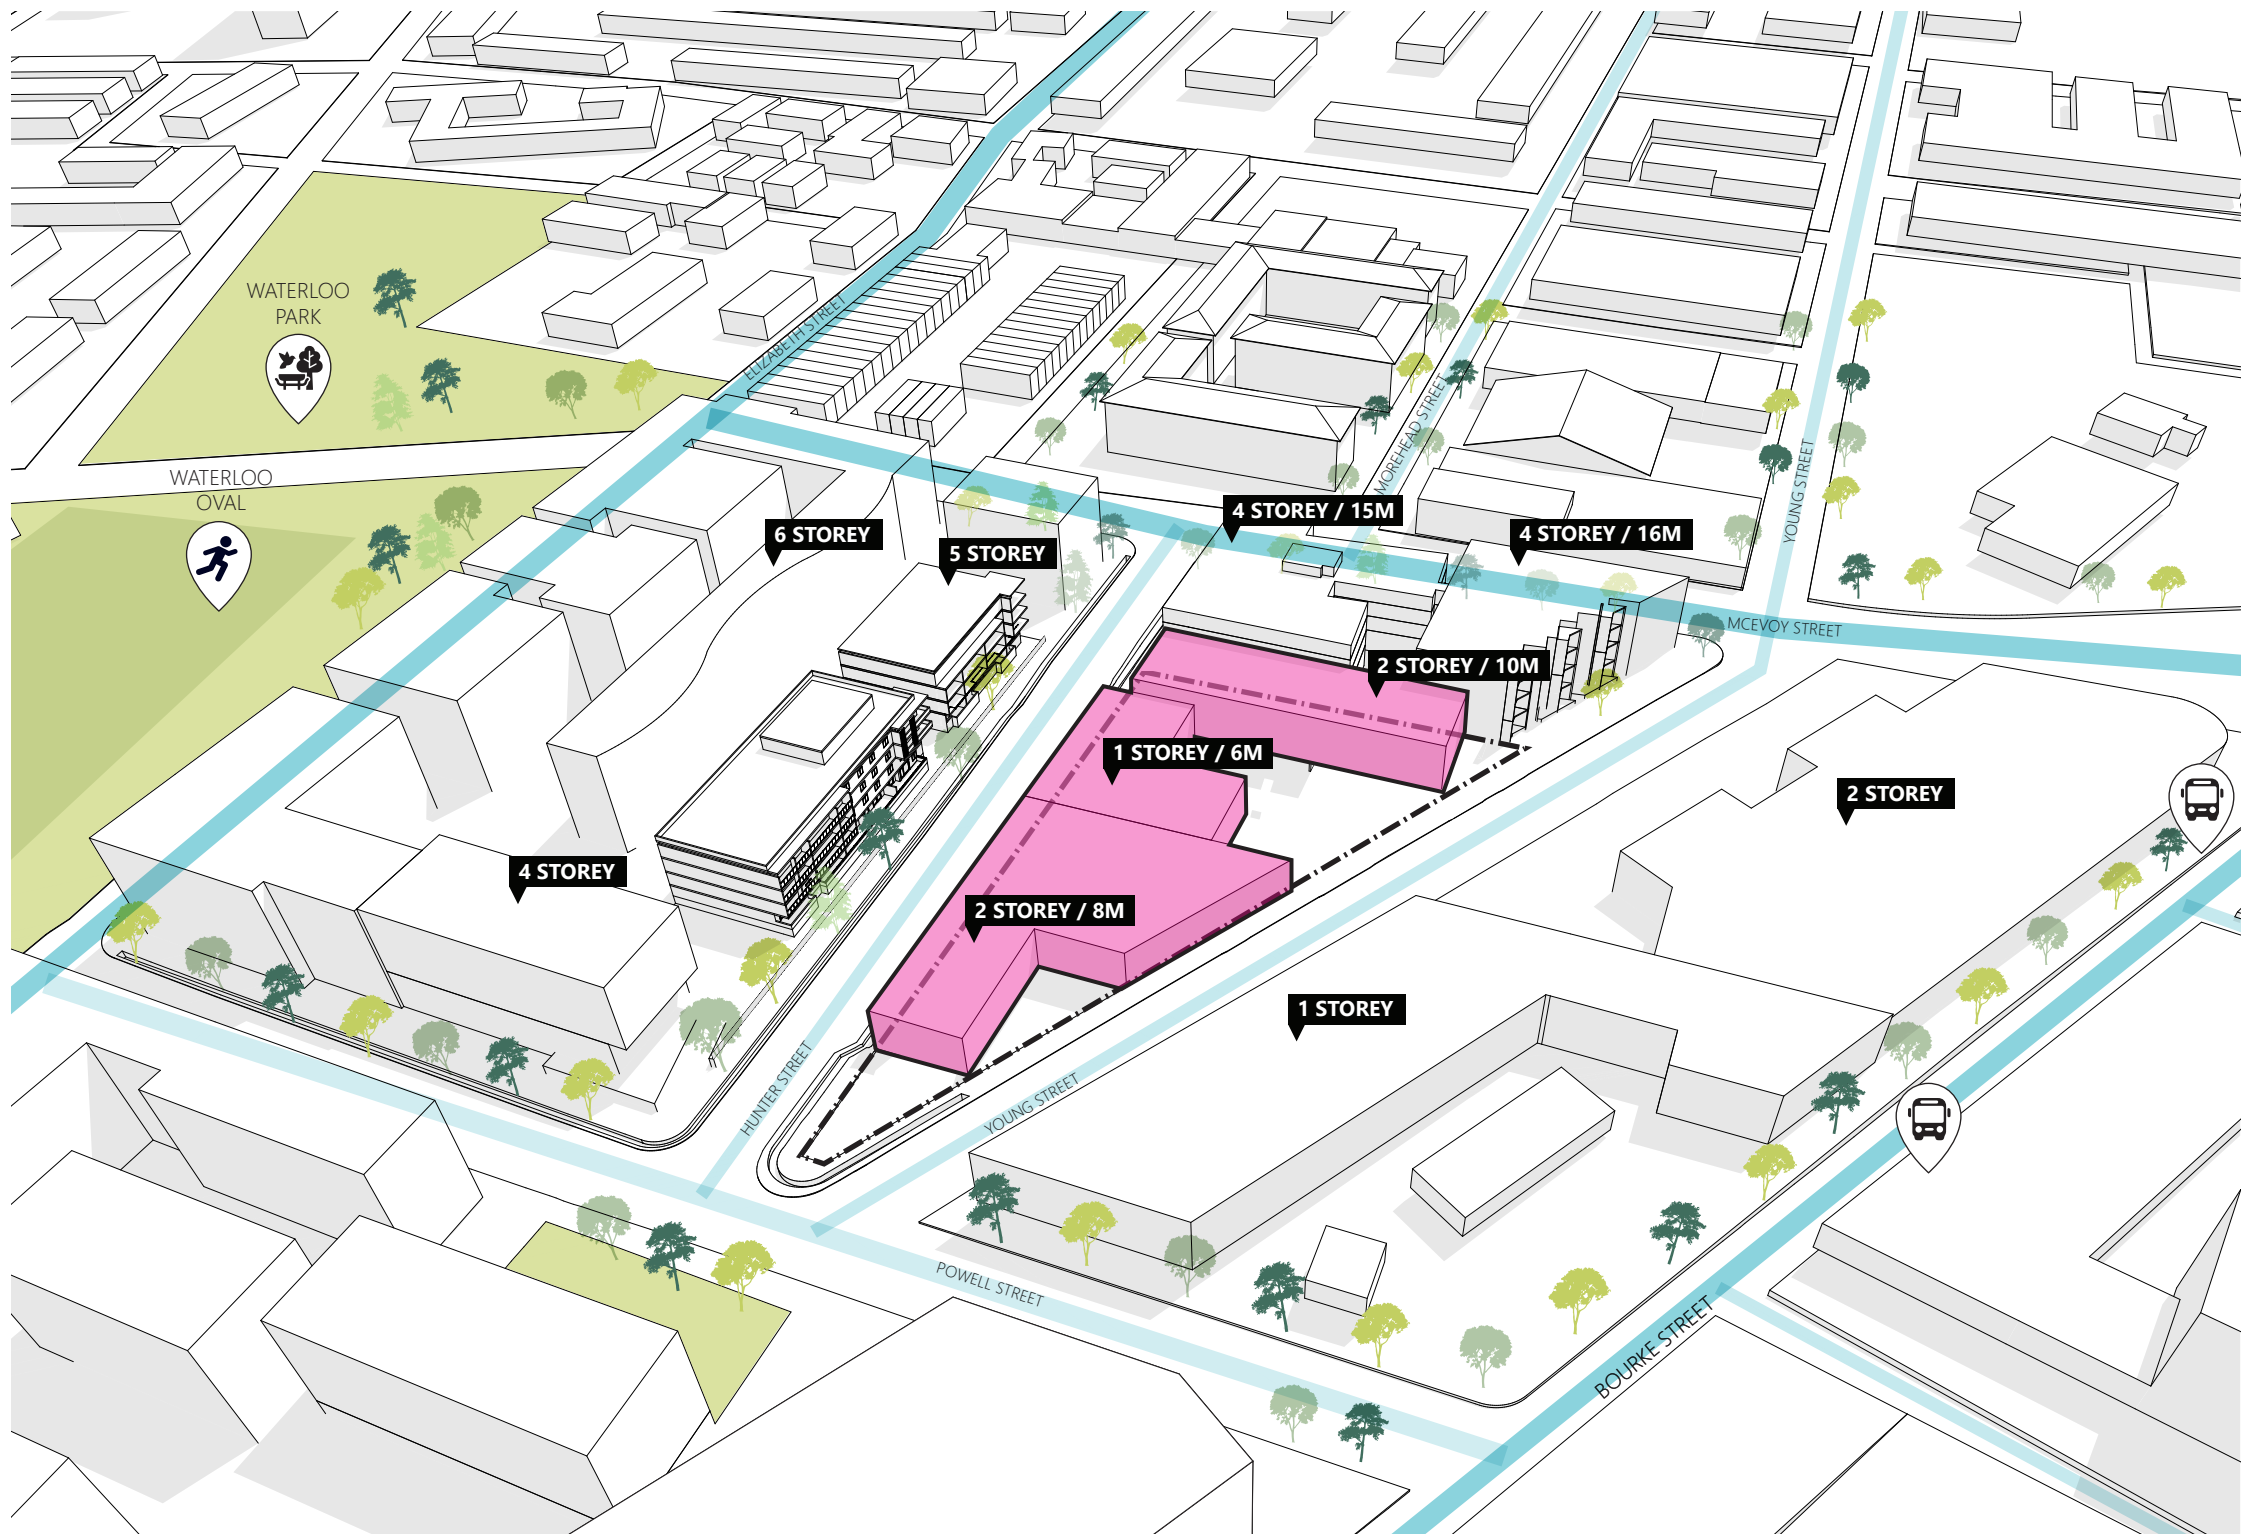 WATERLOO
PARK
ELIZABETH STREET
WATERLOO
OVAL
MOREHEAD STREET
YOUNG STREET
4 STOREY / 15M
6 STOREY
4 STOREY / 16M
5 STOREY
MCEVOY STREET
2 STOREY / 10M
1 STOREY / 6M
2 STOREY
4 STOREY
2 STOREY / 8M
1 STOREY
HUNTER STREET
YOUNG STREET
POWELL STREET
BOURKE STREET